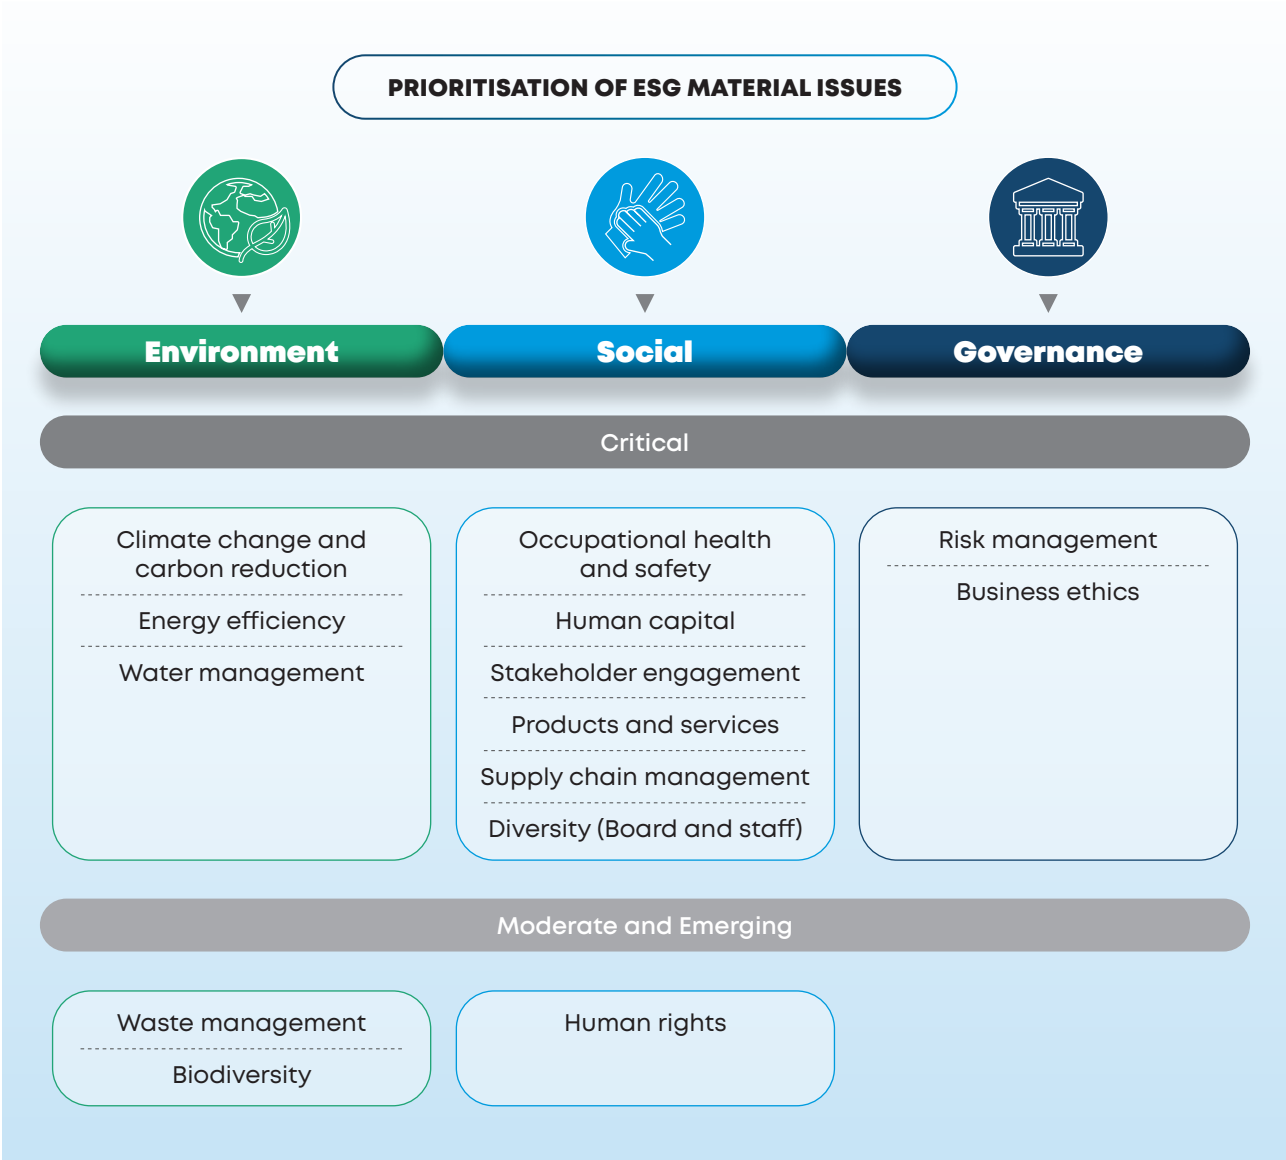 PRIORITISATION OF ESG MATERIAL ISSUES
Environment
Social
Governance
Critical
Climate change and
carbon reduction
Energy efficiency
Water management
Occupational health
and safety
Human capital
Stakeholder engagement
Products and services
Supply chain management
Diversity (Board and staff)
Risk management
Business ethics
Moderate and Emerging
Waste management
Biodiversity
Human rights